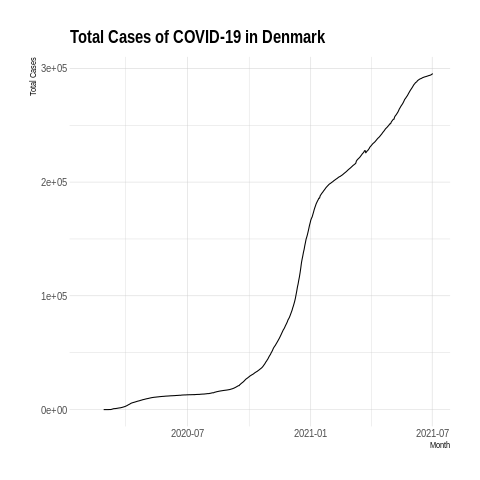 Total Cases of COVID-19 in Denmark
Total Cases
3e+05
2e+05
1e+05
0e+00
2020-07 2021-01 2021-07
Month